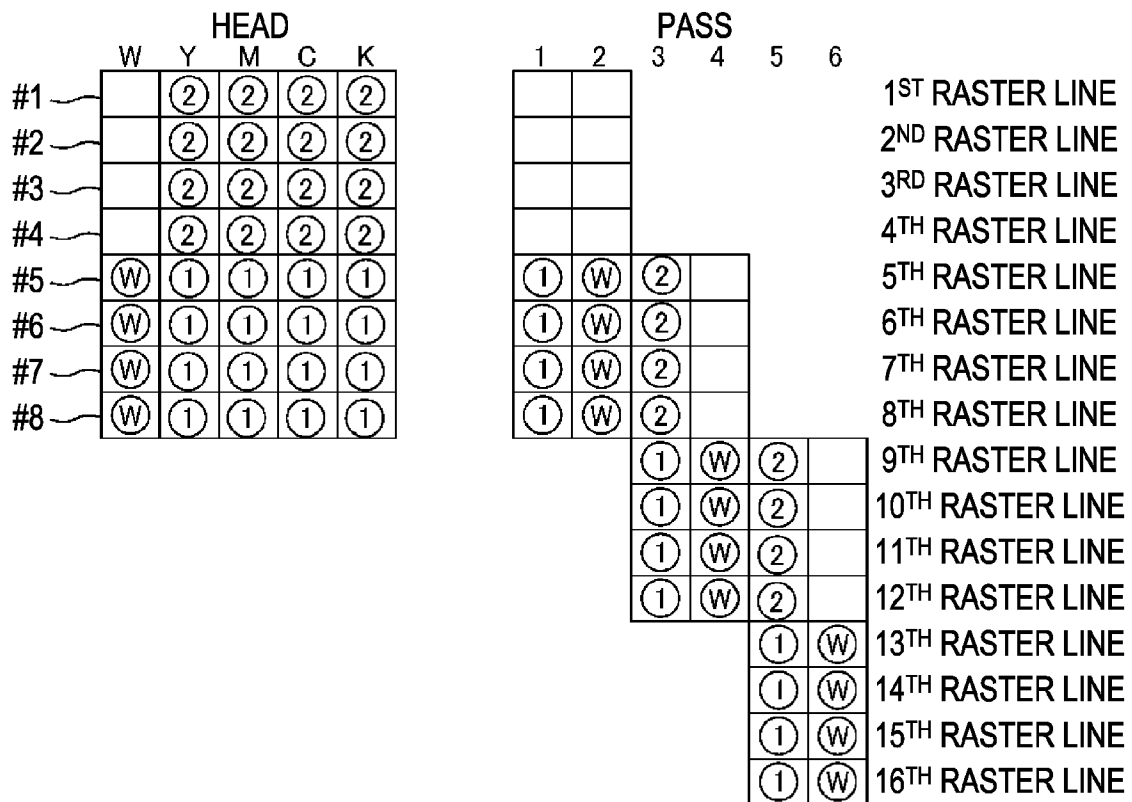 HEAD PASS
W Y M C K 1 2 3 4 5 6
#1 2 2 2 2 1ST RASTER LINE
#2 2 2 2 2 2ND RASTER LINE
#3 2 2 2 2 3RD RASTER LINE
#4 2 2 2 2 4TH RASTER LINE
#5 W 1 1 1 1 1 W 2 5TH RASTER LINE
#6 W 1 1 1 1 1 W 2 6TH RASTER LINE
#7 W 1 1 1 1 1 W 2 7TH RASTER LINE
#8 W 1 1 1 1 1 W 2 8TH RASTER LINE
1 W 2 9TH RASTER LINE
1 W 2 10TH RASTER LINE
1 W 2 11TH RASTER LINE
1 W 2 12TH RASTER LINE
1 W 13TH RASTER LINE
1 W 14TH RASTER LINE
1 W 15TH RASTER LINE
1 W 16TH RASTER LINE